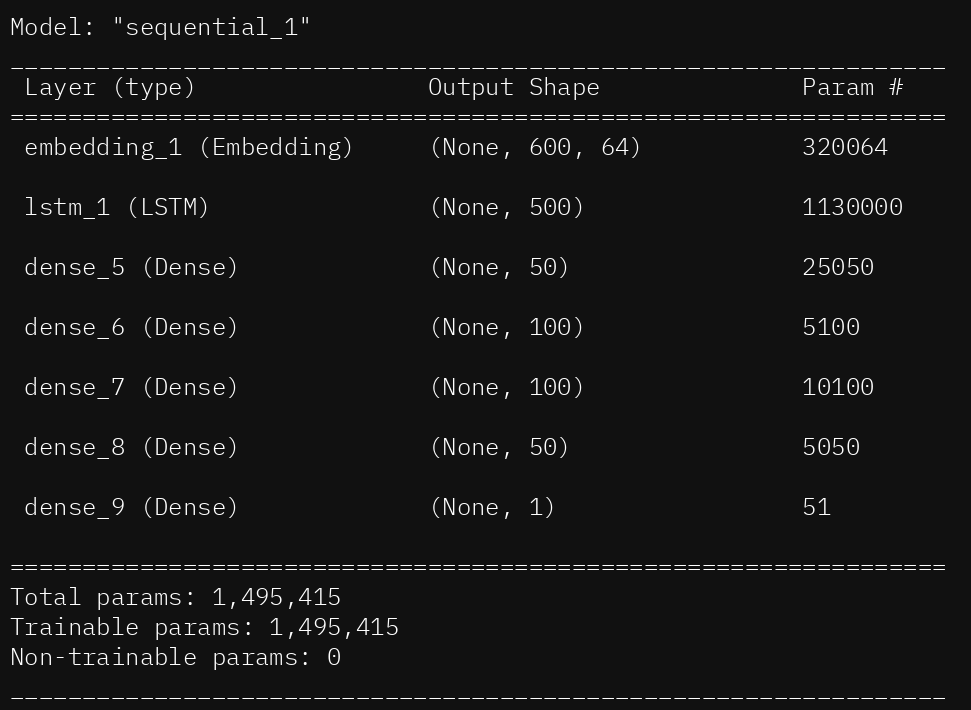 Model: "sequential_1"
_________________________________________________________________
 Layer (type)                Output Shape              Param #
=================================================================
 embedding_1 (Embedding)     (None, 600, 64)           320064
 lstm_1 (LSTM)               (None, 500)               1130000
 dense_5 (Dense)             (None, 50)                25050
 dense_6 (Dense)             (None, 100)               5100
 dense_7 (Dense)             (None, 100)               10100
 dense_8 (Dense)             (None, 50)                5050
 dense_9 (Dense)             (None, 1)                 51
=================================================================
Total params: 1,495,415
Trainable params: 1,495,415
Non-trainable params: 0
_________________________________________________________________